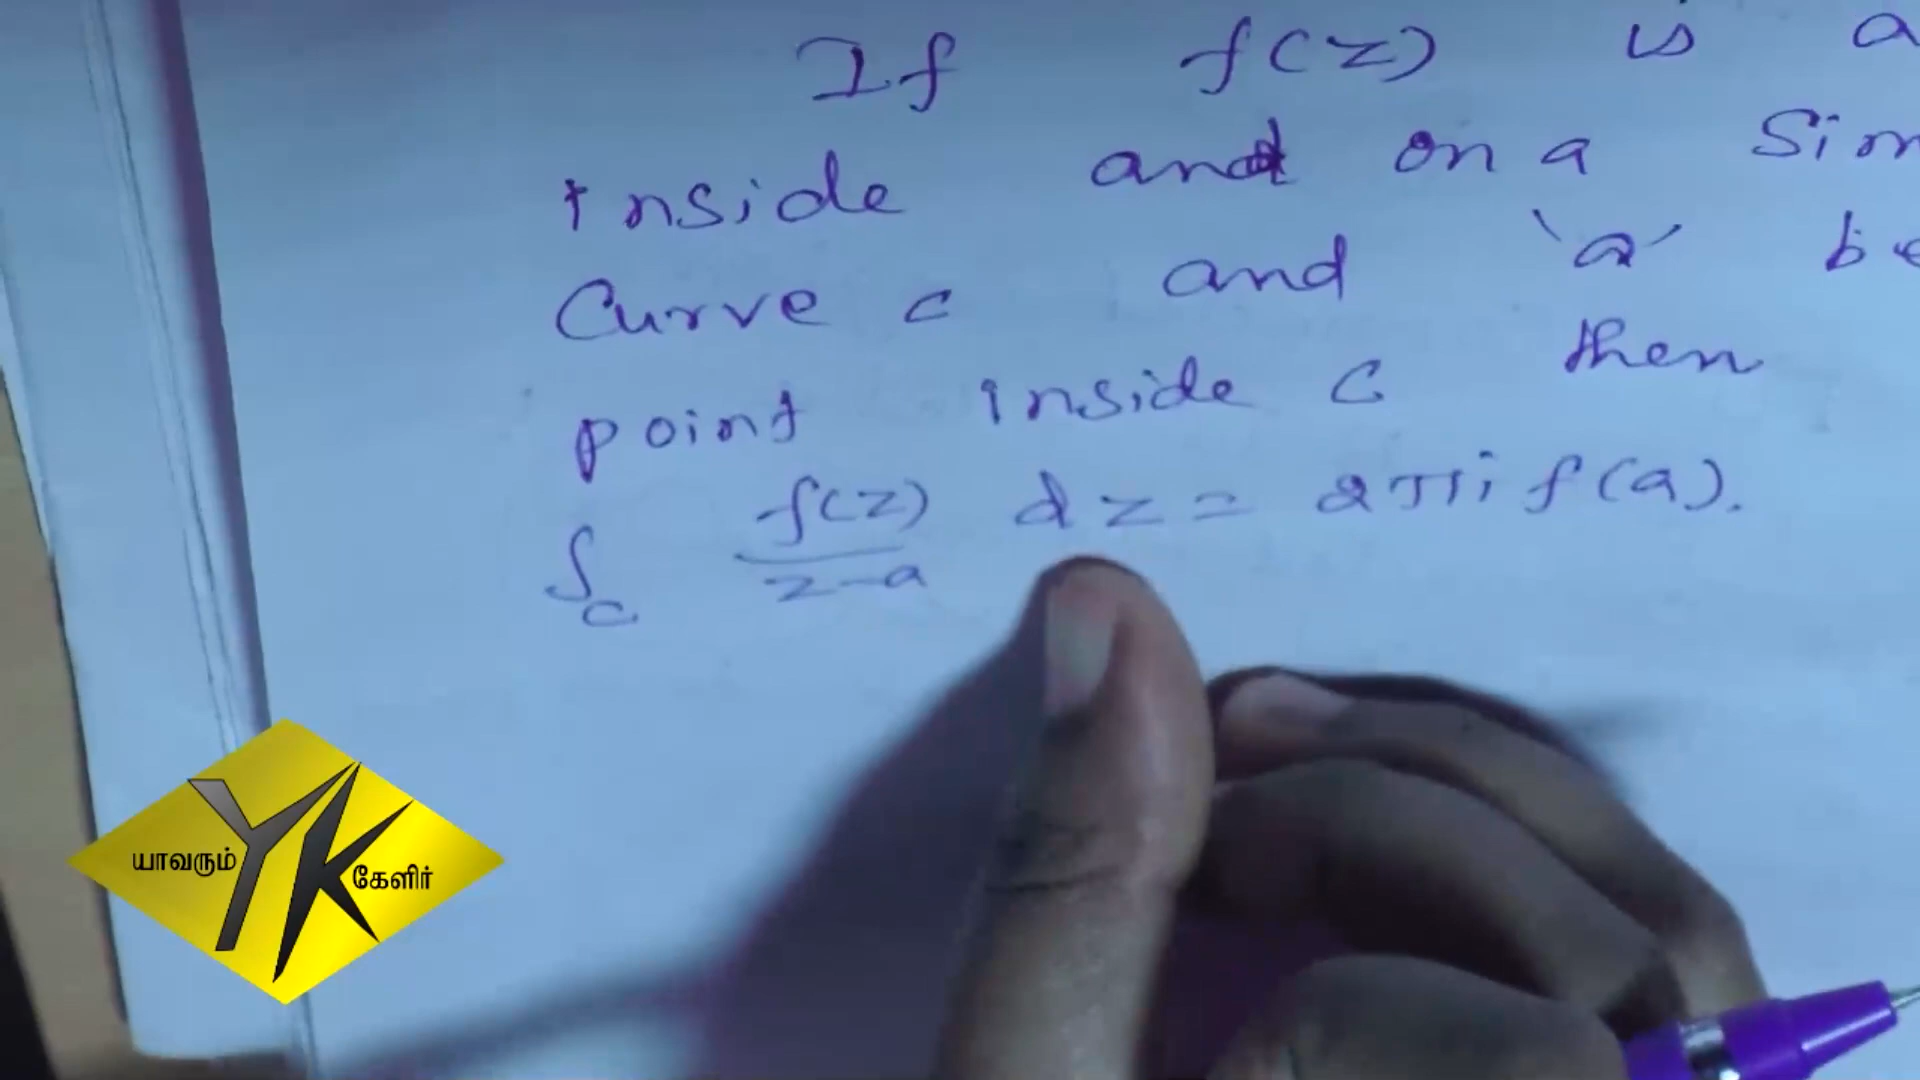 If f(z) is a
inside and on a Sim
Curve c and 'a' be
point inside c then
∫c f(z)/z-a dz = 2πi f(a).
யாவரும் YK கேளிர்